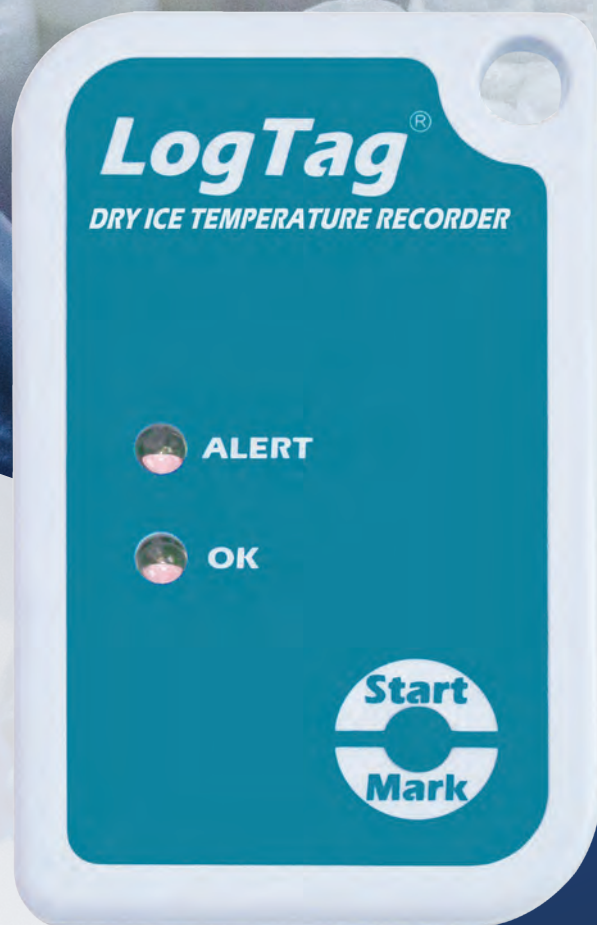 LogTag®
DRY ICE TEMPERATURE RECORDER
ALERT
OK
Start
Mark